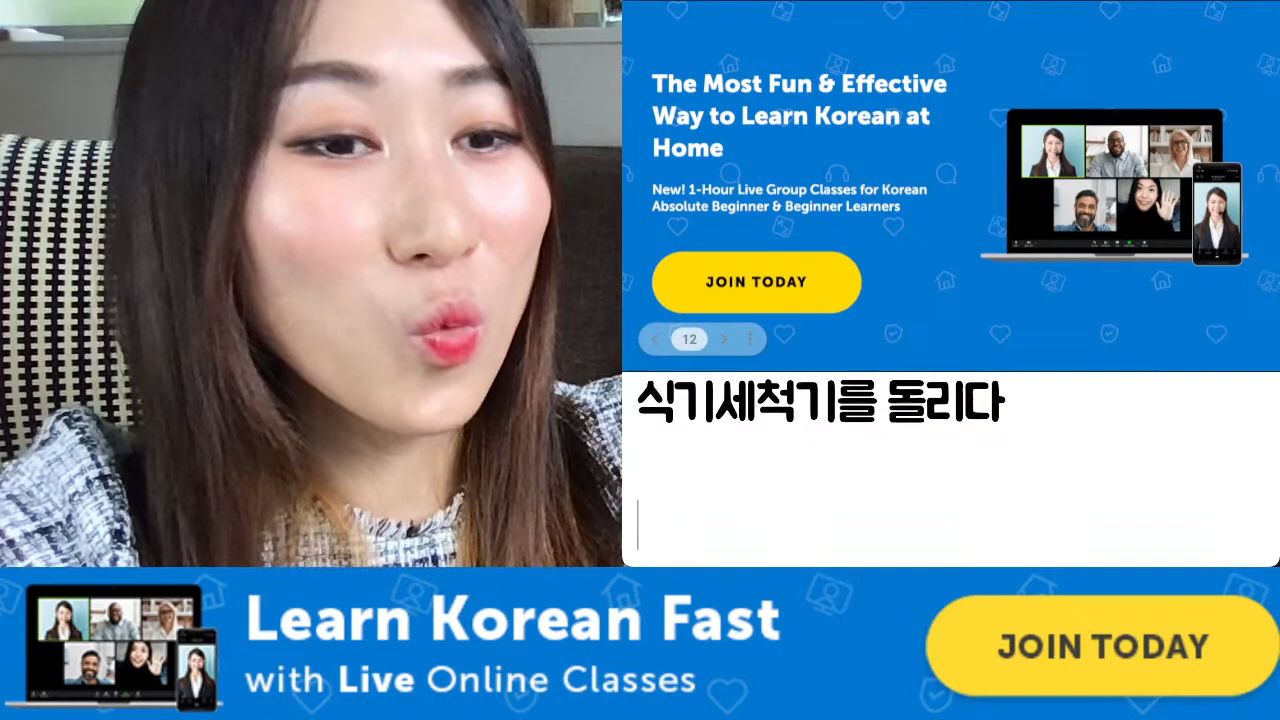 The Most Fun & Effective
Way to Learn Korean at
Home
New! 1-Hour Live Group Classes for Korean
Absolute Beginner & Beginner Learners
JOIN TODAY
12
식기세척기를 돌리다
Learn Korean Fast
with Live Online Classes
JOIN TODAY